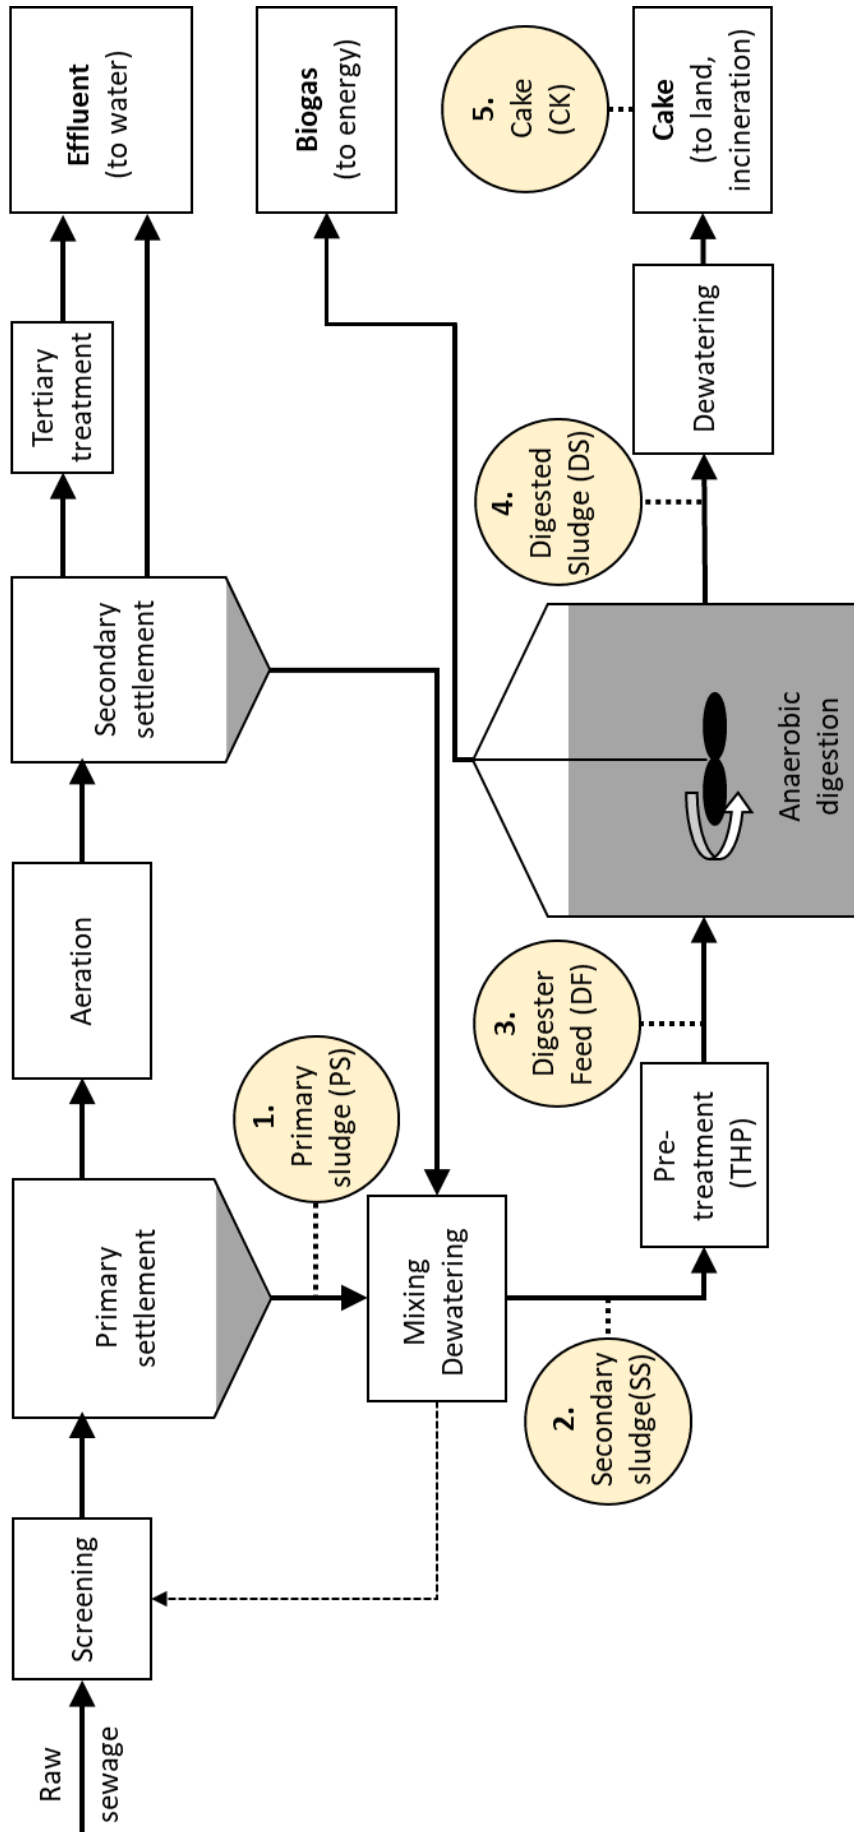 Raw
sewage
Screening
Primary
settlement
Aeration
Secondary
settlement
Tertiary
treatment
Effluent
(to water)
1.
Primary
sludge (PS)
Biogas
(to energy)
Mixing
Dewatering
2.
Secondary
sludge(SS)
Pre-
treatment
(THP)
3.
Digester
Feed (DF)
Anaerobic
digestion
4.
Digested
Sludge (DS)
Dewatering
5.
Cake
(CK)
Cake
(to land,
incineration)